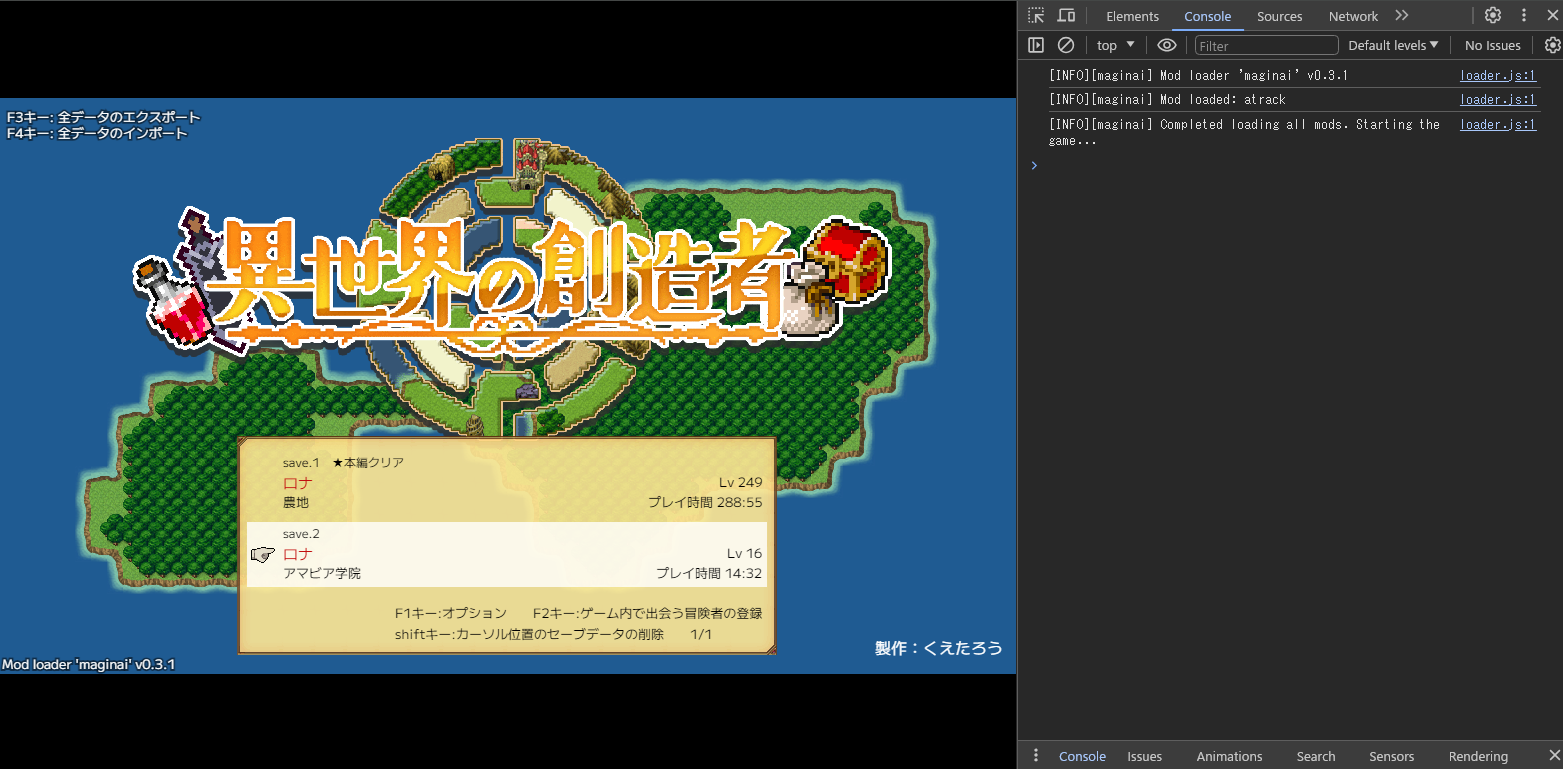 F3キー: 全データのエクスポート
F4キー: 全データのインポート
異世界の創造者
save.1 ★本編クリア
ロナ Lv 249
農地 プレイ時間 288:55
save.2
ロナ Lv 16
アマビア学院 プレイ時間 14:32
F1キー:オプション F2キー:ゲーム内で出会う冒険者の登録
shiftキー:カーソル位置のセーブデータの削除 1/1
製作：くえたろう
Mod loader 'maginai' v0.3.1
Elements Console Sources Network
top Filter Default levels No Issues
[INFO][maginai] Mod loader 'maginai' v0.3.1 loader.js:1
[INFO][maginai] Mod loaded: atrack loader.js:1
[INFO][maginai] Completed loading all mods. Starting the loader.js:1
game...
Console Issues Animations Search Sensors Rendering